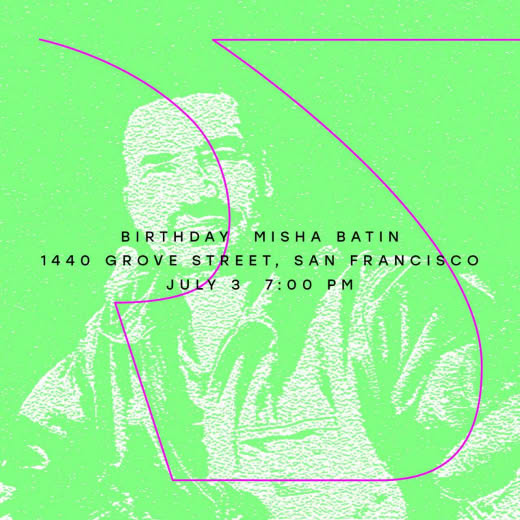 BIRTHDAY MISHA BATIN
1440 GROVE STREET, SAN FRANCISCO
JULY 3 7:00 PM